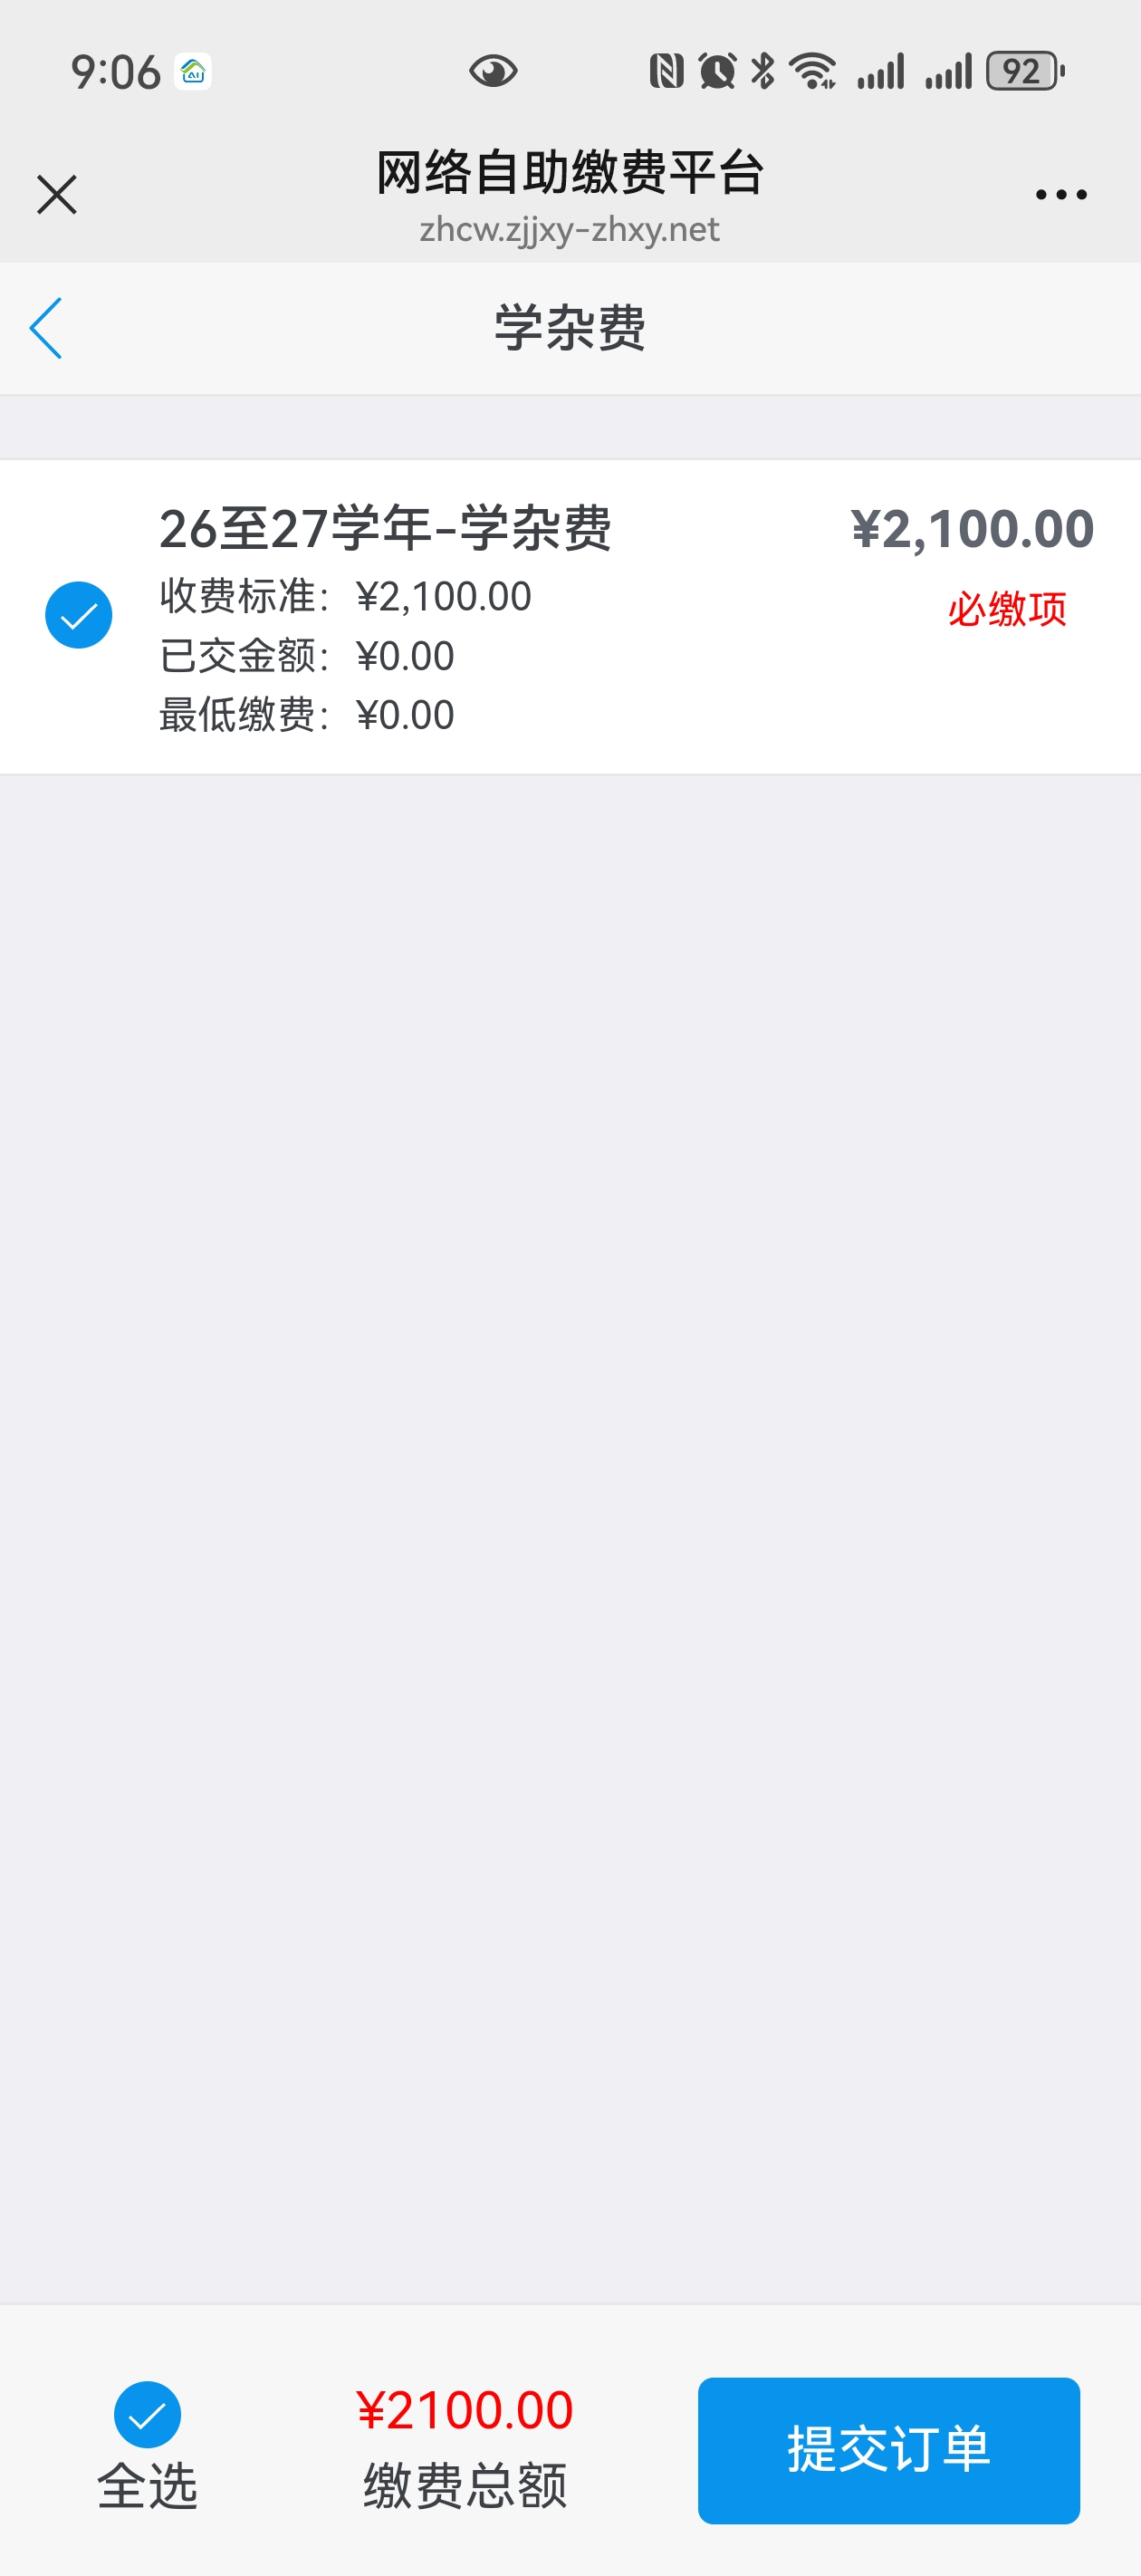 9:06
92
网络自助缴费平台
zhcw.zjjxy-zhxy.net
学杂费
26至27学年-学杂费 ¥2,100.00
收费标准: ¥2,100.00
必缴项
已交金额: ¥0.00
最低缴费: ¥0.00
¥2100.00
全选
缴费总额
提交订单